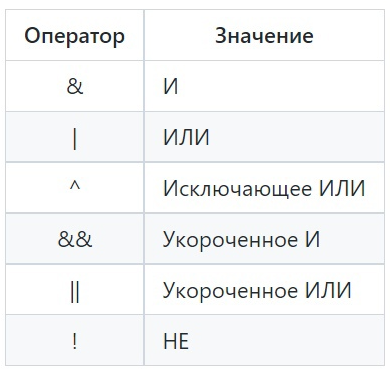 Оператор Значение
& И
| ИЛИ
^ Исключающее ИЛИ
&& Укороченное И
|| Укороченное ИЛИ
! НЕ